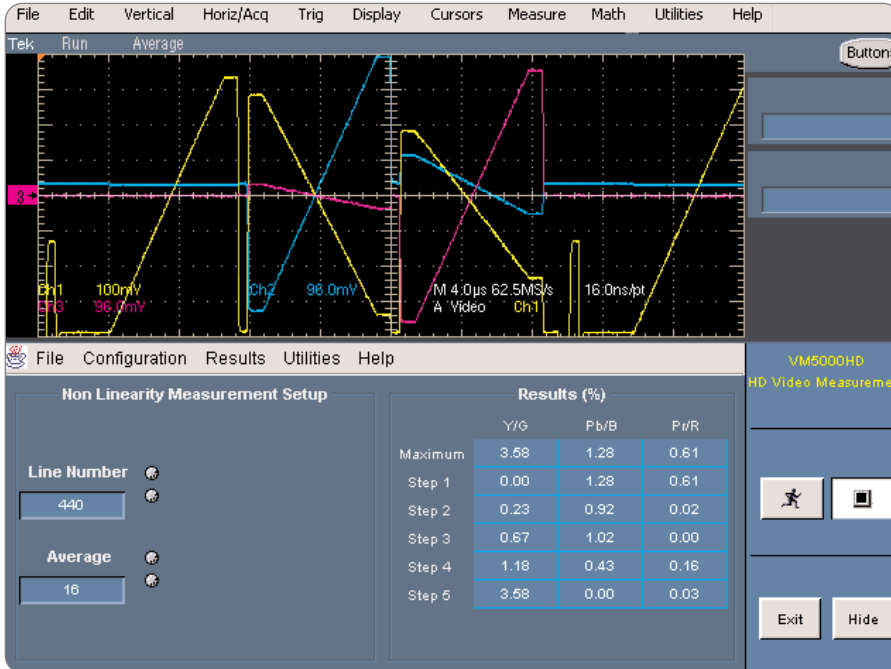 File Edit Vertical Horiz/Acq Trig Display Cursors Measure Math Utilities Help
Tek Run Average
Button
3
Ch1 100mV Ch2 96.0mV M 4.0µs 62.5MS/s 16.0ns/pt
Ch3 96.0mV A Video Ch1
File Configuration Results Utilities Help
VM5000HD
HD Video Measureme
Non Linearity Measurement Setup
Results (%)
Y/G Pb/B Pr/R
Maximum 3.58 1.28 0.61
Step 1 0.00 1.28 0.61
Step 2 0.23 0.92 0.02
Step 3 0.67 1.02 0.00
Step 4 1.18 0.43 0.16
Step 5 3.58 0.00 0.03
Line Number
440
Average
16
Exit Hide